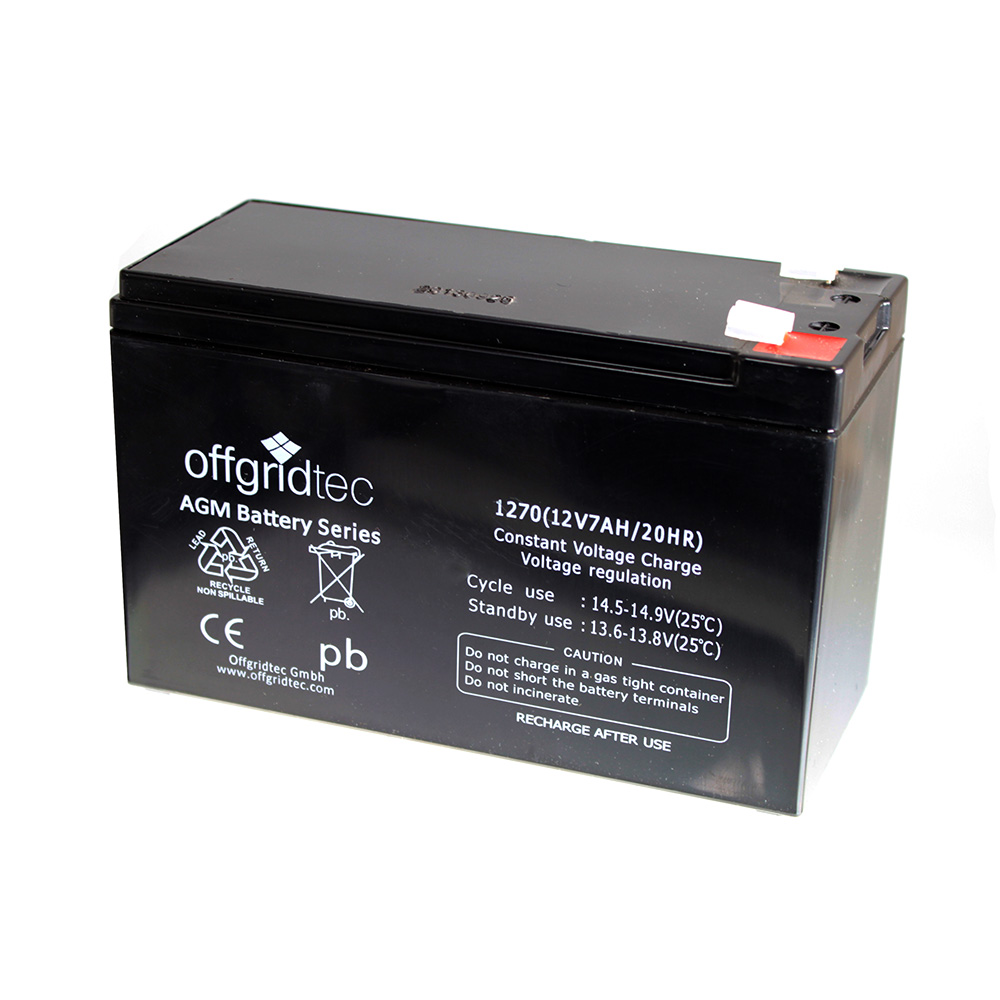 offgridtec
AGM Battery Series
LEAD
RETURN
pb.
RECYCLE
NON SPILLABLE
pb.
CE
pb
Offgridtec GmbH
www.offgridtec.com
1270(12V7AH/20HR)
Constant Voltage Charge
Voltage regulation
Cycle use : 14.5-14.9V(25℃)
Standby use : 13.6-13.8V(25℃)
CAUTION
Do not charge in a gas tight container
Do not short the battery terminals
Do not incinerate
RECHARGE AFTER USE